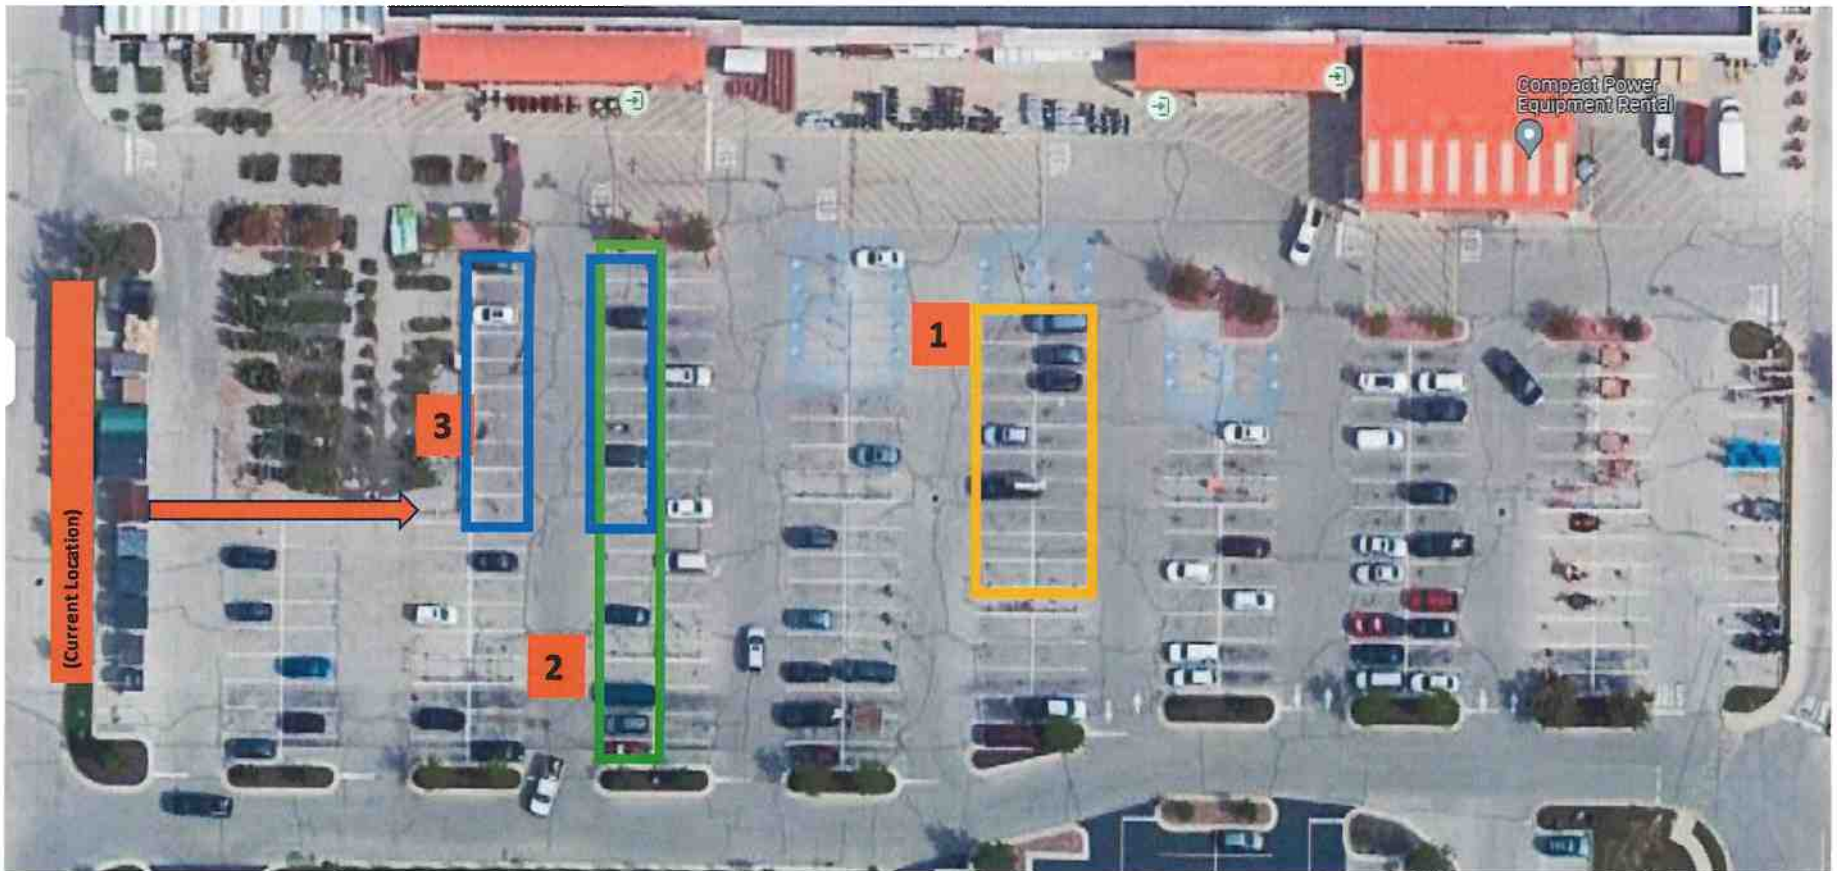 Compact Power
Equipment Rental
1
3
2
(Current Location)